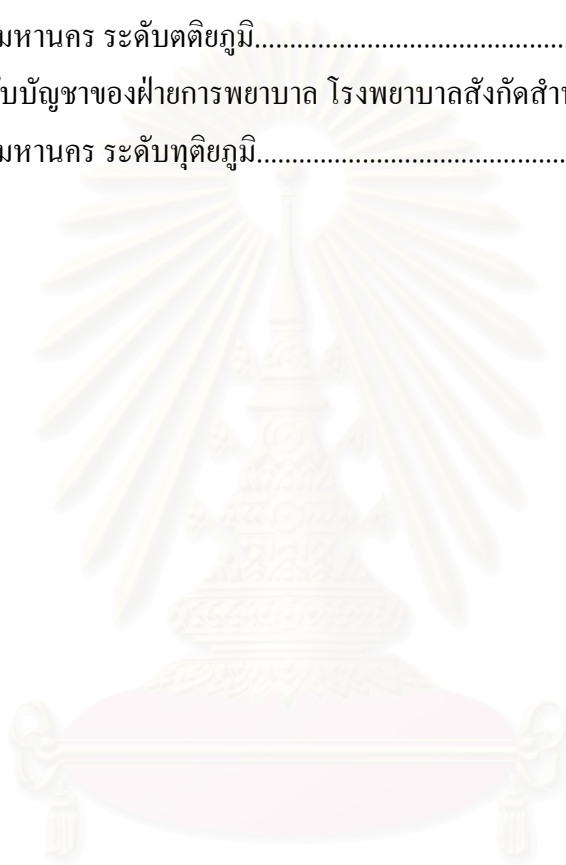 มหานคร ระดับตติยภูมิ............................................
บบัญชาของฝ่ายการพยาบาล โรงพยาบาลสังกัดสำ
มหานคร ระดับทุติยภูมิ............................................